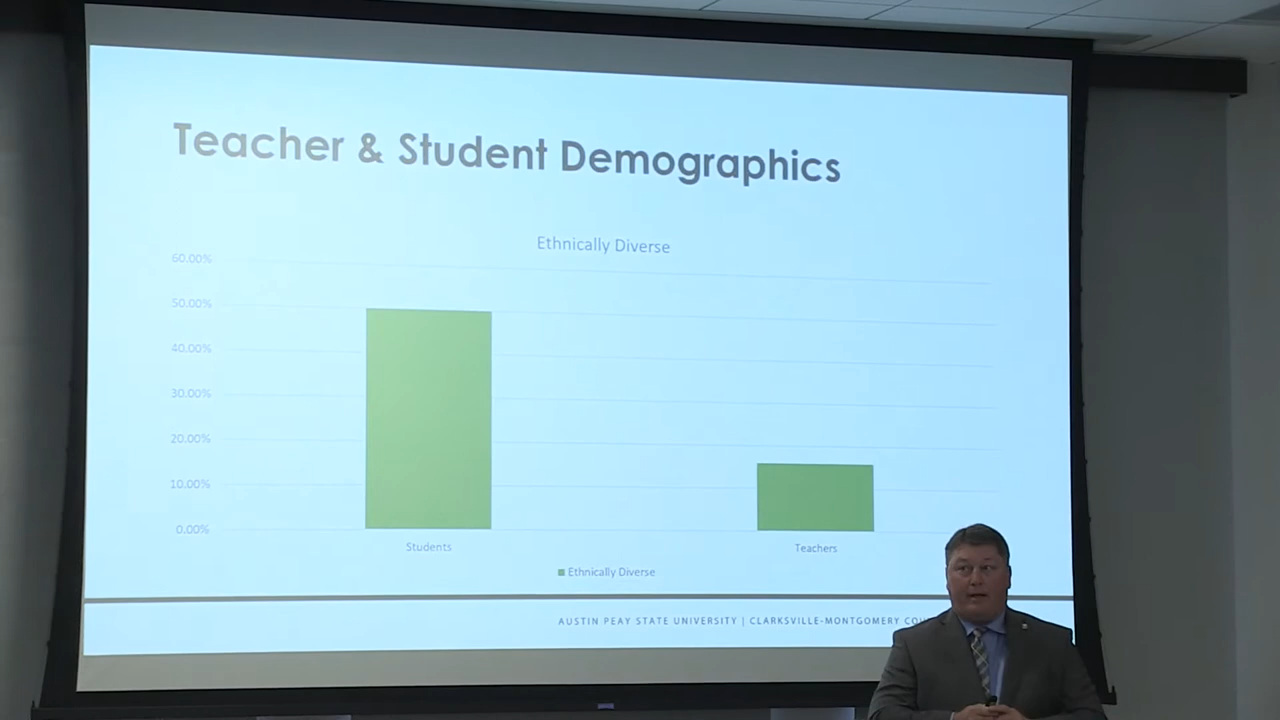 Teacher & Student Demographics
Ethnically Diverse
60.00%
50.00%
40.00%
30.00%
20.00%
10.00%
0.00%
Students
Teachers
Ethnically Diverse
AUSTIN PEAY STATE UNIVERSITY | CLARKSVILLE-MONTGOMERY